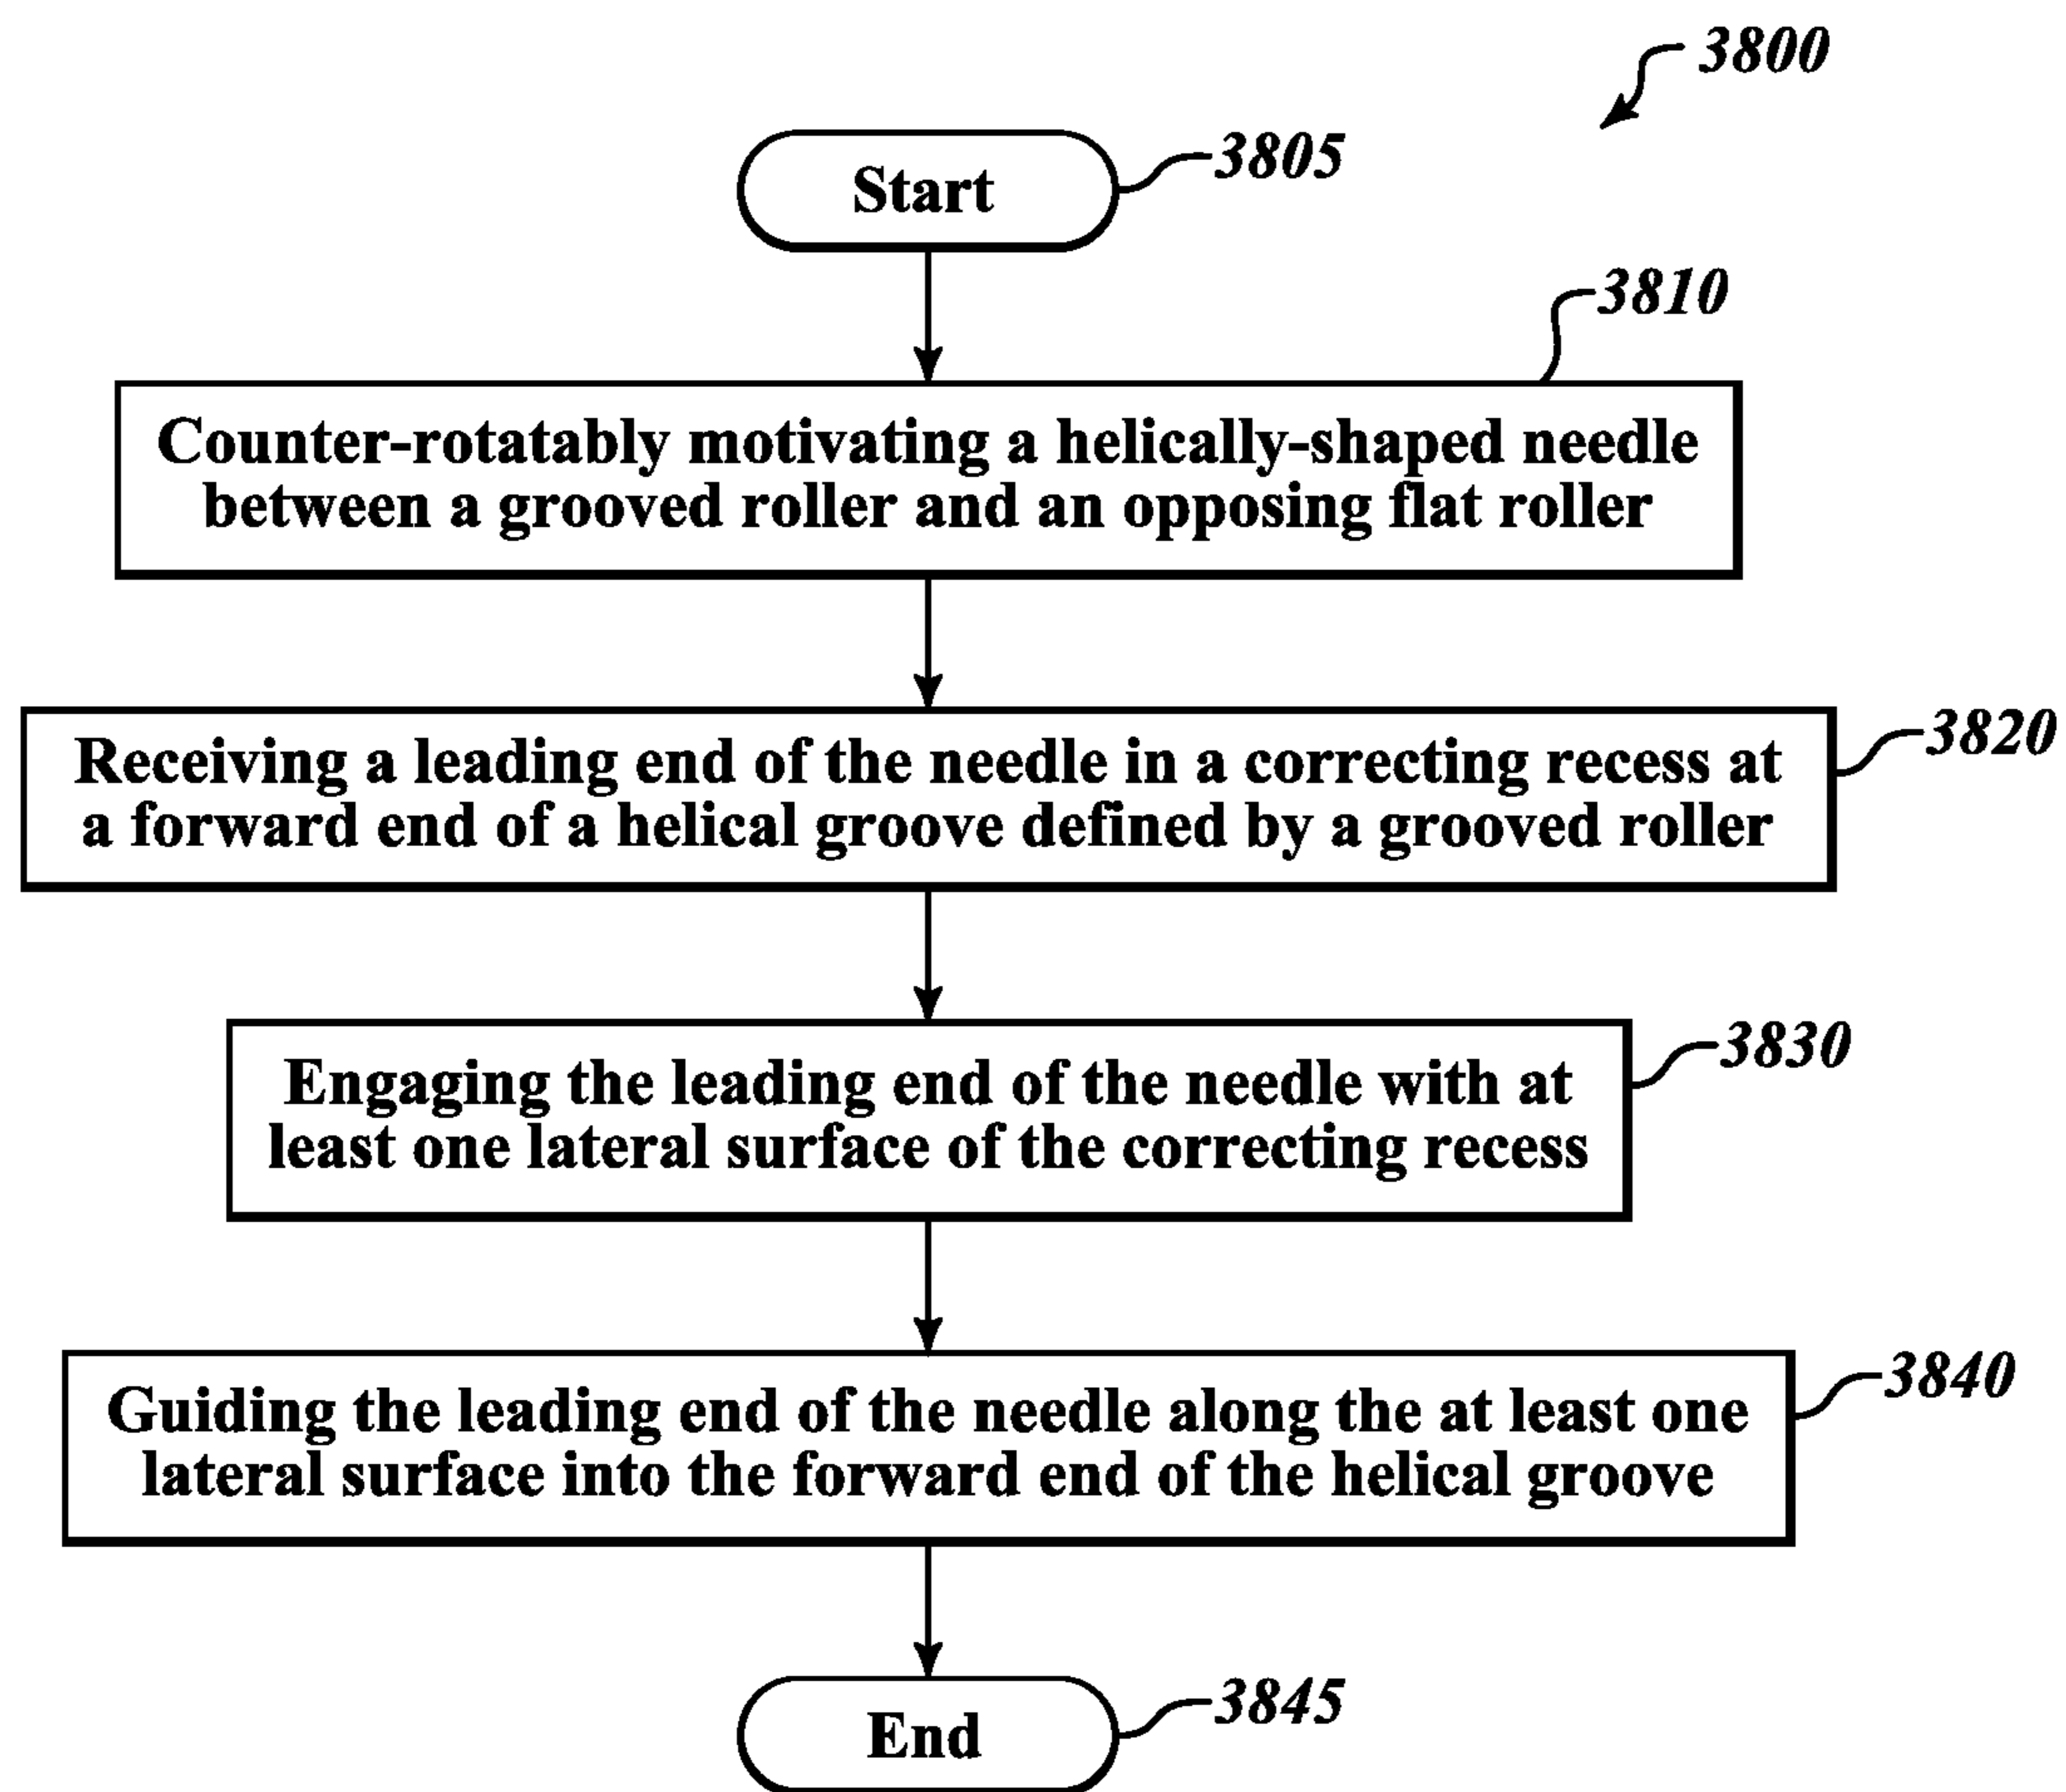 3800
Start
3805
3810
Counter-rotatably motivating a helically-shaped needle
between a grooved roller and an opposing flat roller
3820
Receiving a leading end of the needle in a correcting recess at
a forward end of a helical groove defined by a grooved roller
3830
Engaging the leading end of the needle with at
least one lateral surface of the correcting recess
3840
Guiding the leading end of the needle along the at least one
lateral surface into the forward end of the helical groove
3845
End